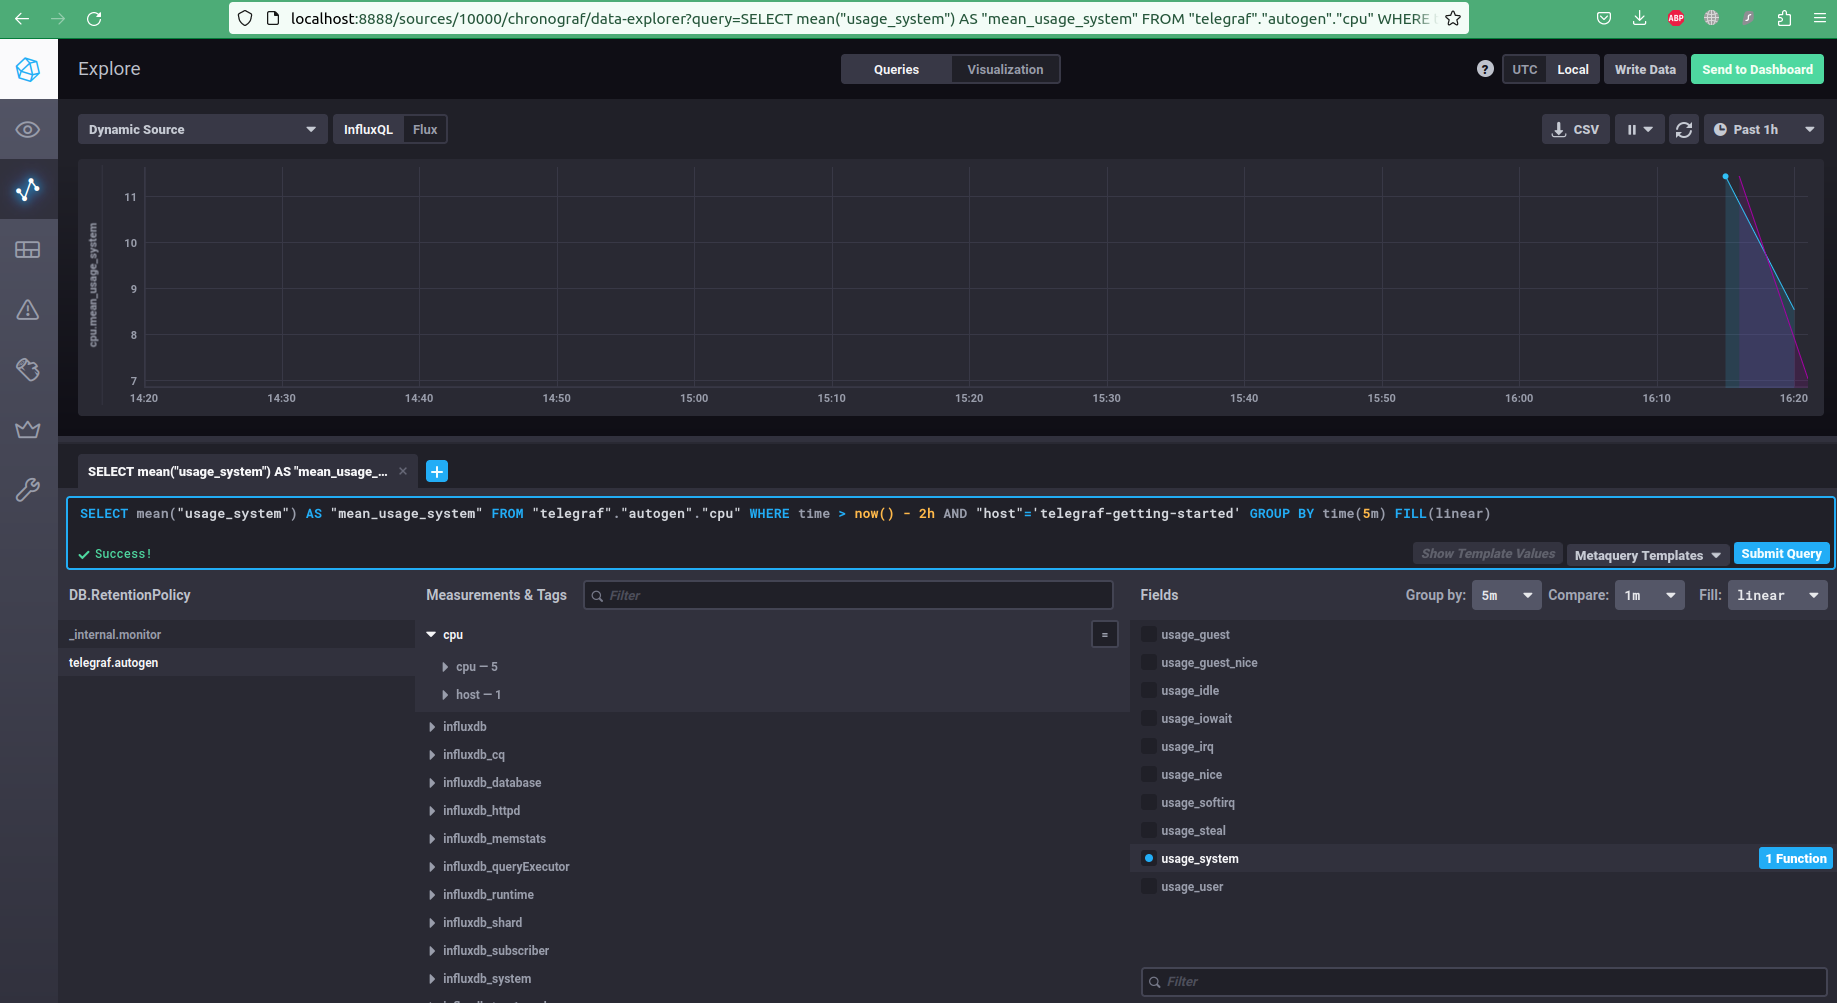 localhost:8888/sources/10000/chronograf/data-explorer?query=SELECT mean("usage_system") AS "mean_usage_system" FROM "telegraf"."autogen"."cpu" WHERE
ABP
Explore
Queries
Visualization
?
UTC
Local
Write Data
Send to Dashboard
Dynamic Source
InfluxQL
Flux
CSV
Past 1h
cpu.mean_usage_system
11
10
9
8
7
14:20
14:30
14:40
14:50
15:00
15:10
15:20
15:30
15:40
15:50
16:00
16:10
16:20
SELECT mean("usage_system") AS "mean_usage_...
SELECT mean("usage_system") AS "mean_usage_system" FROM "telegraf"."autogen"."cpu" WHERE time > now() - 2h AND "host"='telegraf-getting-started' GROUP BY time(5m) FILL(linear)
Success!
Show Template Values
Metaquery Templates
Submit Query
DB.RetentionPolicy
_internal.monitor
telegraf.autogen
Measurements & Tags
Filter
cpu
=
cpu — 5
host — 1
influxdb
influxdb_cq
influxdb_database
influxdb_httpd
influxdb_memstats
influxdb_queryExecutor
influxdb_runtime
influxdb_shard
influxdb_subscriber
influxdb_system
Fields
Group by:
5m
Compare:
1m
Fill:
linear
usage_guest
usage_guest_nice
usage_idle
usage_iowait
usage_irq
usage_nice
usage_softirq
usage_steal
usage_system
1 Function
usage_user
Filter